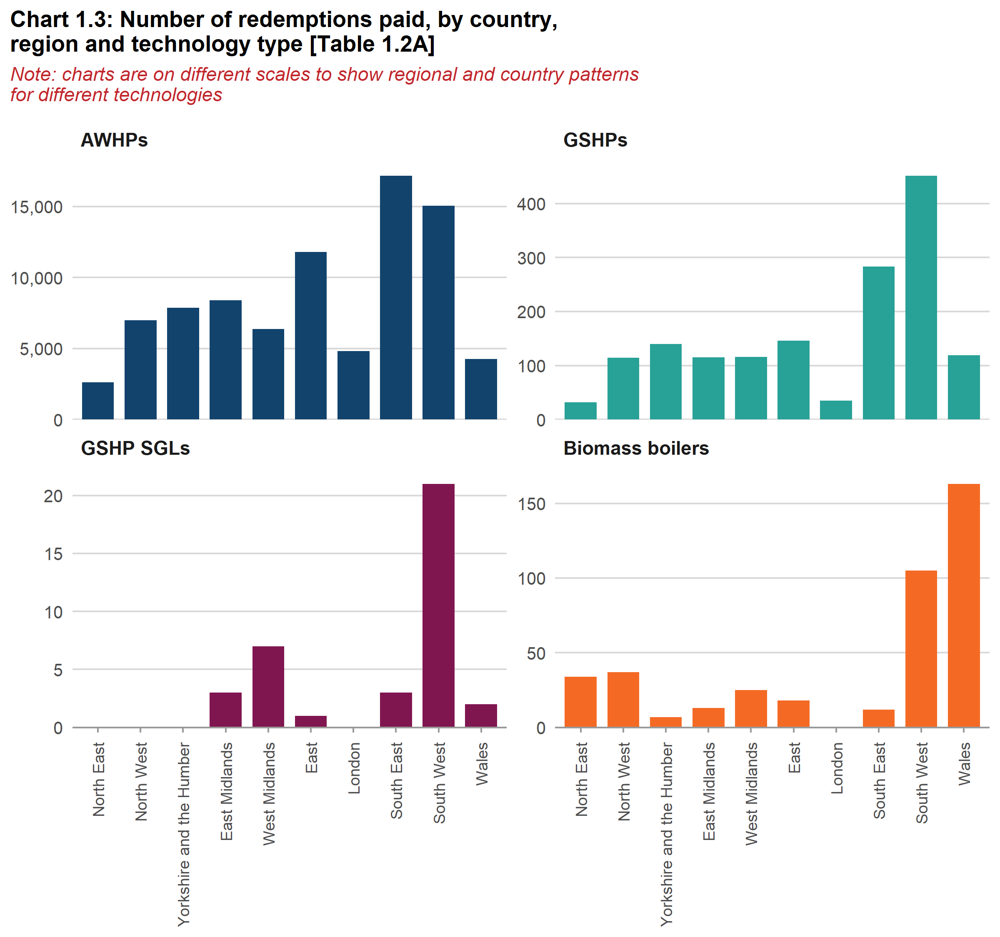 Chart 1.3: Number of redemptions paid, by country,
region and technology type [Table 1.2A]
Note: charts are on different scales to show regional and country patterns
for different technologies
AWHPs
15,000
10,000
5,000
0
GSHPs
400
300
200
100
0
GSHP SGLs
20
15
10
5
0
North East
North West
Yorkshire and the Humber
East Midlands
West Midlands
East
London
South East
South West
Wales
Biomass boilers
150
100
50
0
North East
North West
Yorkshire and the Humber
East Midlands
West Midlands
East
London
South East
South West
Wales